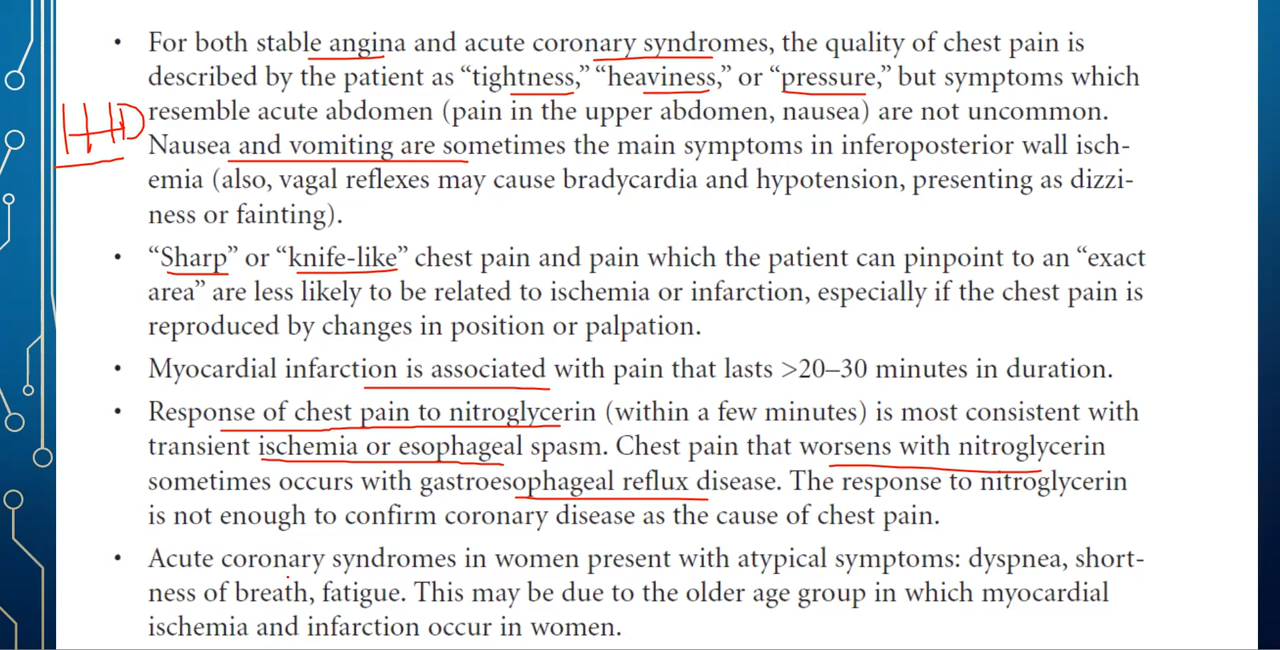 • For both stable angina and acute coronary syndromes, the quality of chest pain is
described by the patient as “tightness,” “heaviness,” or “pressure,” but symptoms which
resemble acute abdomen (pain in the upper abdomen, nausea) are not uncommon.
Nausea and vomiting are sometimes the main symptoms in inferoposterior wall isch-
emia (also, vagal reflexes may cause bradycardia and hypotension, presenting as dizzi-
ness or fainting).
• “Sharp” or “knife-like” chest pain and pain which the patient can pinpoint to an “exact
area” are less likely to be related to ischemia or infarction, especially if the chest pain is
reproduced by changes in position or palpation.
• Myocardial infarction is associated with pain that lasts >20–30 minutes in duration.
• Response of chest pain to nitroglycerin (within a few minutes) is most consistent with
transient ischemia or esophageal spasm. Chest pain that worsens with nitroglycerin
sometimes occurs with gastroesophageal reflux disease. The response to nitroglycerin
is not enough to confirm coronary disease as the cause of chest pain.
• Acute coronary syndromes in women present with atypical symptoms: dyspnea, short-
ness of breath, fatigue. This may be due to the older age group in which myocardial
ischemia and infarction occur in women.